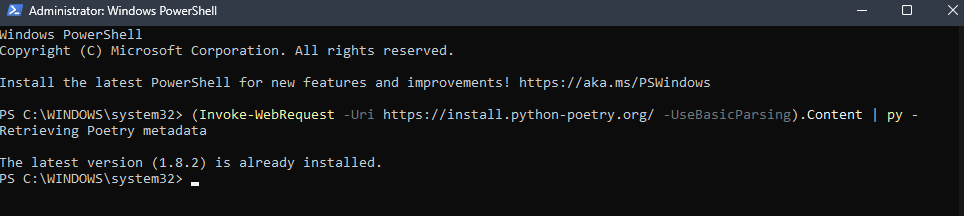 Administrator: Windows PowerShell
Windows PowerShell
Copyright (C) Microsoft Corporation. All rights reserved.
Install the latest PowerShell for new features and improvements! https://aka.ms/PSWindows
PS C:\WINDOWS\system32> (Invoke-WebRequest -Uri https://install.python-poetry.org/ -UseBasicParsing).Content | py -
Retrieving Poetry metadata
The latest version (1.8.2) is already installed.
PS C:\WINDOWS\system32>